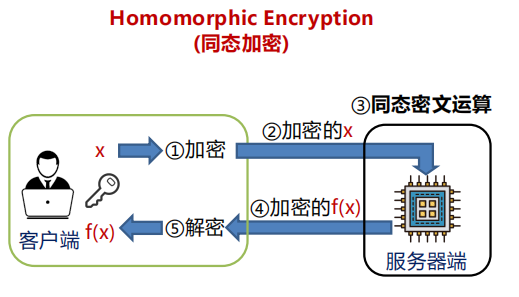 Homomorphic Encryption
(同态加密)
③同态密文运算
②加密的x
x
①加密
④加密的f(x)
f(x)
⑤解密
客户端
服务器端